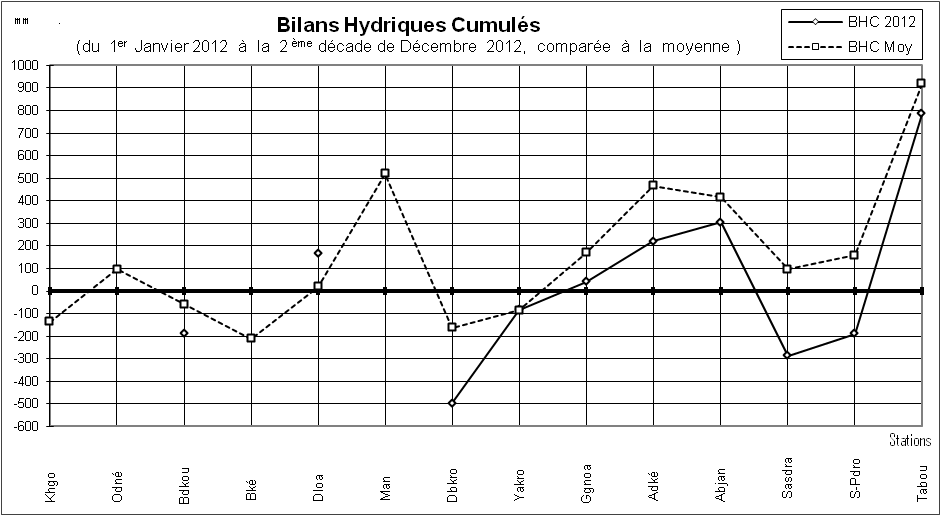 mm .
Bilans Hydriques Cumulés
(du 1er Janvier 2012 à la 2ème décade de Décembre 2012, comparée à la moyenne )
BHC 2012
BHC Moy
1000
900
800
700
600
500
400
300
200
100
0
-100
-200
-300
-400
-500
-600
Stations
Khgo
Odné
Bdkou
Bké
Dloa
Man
Dbkro
Yakro
Ggnoa
Adké
Abjan
Sasdra
S-Pdro
Tabou